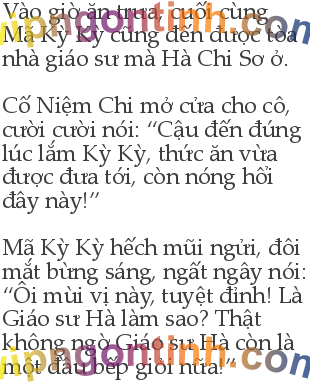 Vào giờ ăn trưa, cuối cùng
Mã Kỳ Kỳ cũng đến được tòa
nhà giáo sư mà Hà Chi Sơ ở.
Cố Niệm Chi mở cửa cho cô,
cười cười nói: “Cậu đến đúng
lúc lắm Kỳ Kỳ, thức ăn vừa
được đưa tới, còn nóng hổi
đây này!”
Mã Kỳ Kỳ hếch mũi ngửi, đôi
mắt bừng sáng, ngất ngây nói:
“Ôi mùi vị này, tuyệt đỉnh! Là
Giáo sư Hà làm sao? Thật
không ngờ Giáo sư Hà còn là
một đầu bếp giỏi nữa!”
vipngontinh.com
vipngontinh.com